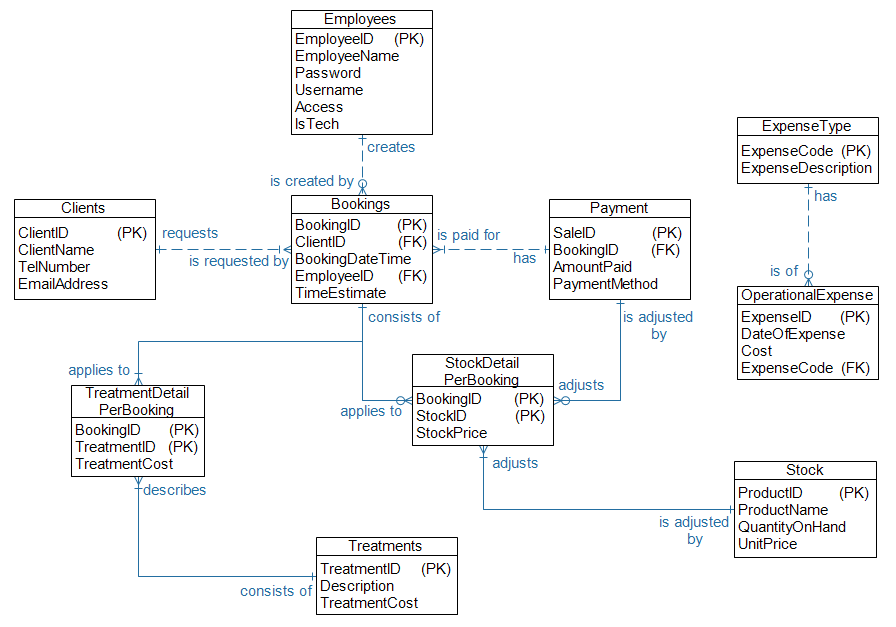 Employees
EmployeeID (PK)
EmployeeName
Password
Username
Access
IsTech
creates
is created by
ExpenseType
ExpenseCode (PK)
ExpenseDescription
has
is of
OperationalExpense
ExpenseID (PK)
DateOfExpense
Cost
ExpenseCode (FK)
Clients
ClientID (PK)
ClientName
TelNumber
EmailAddress
requests
is requested by
Bookings
BookingID (PK)
ClientID (FK)
BookingDateTime
EmployeeID (FK)
TimeEstimate
is paid for
has
Payment
SaleID (PK)
BookingID (FK)
AmountPaid
PaymentMethod
consists of
is adjusted
by
applies to
applies to
adjusts
StockDetail
PerBooking
BookingID (PK)
StockID (PK)
StockPrice
TreatmentDetail
PerBooking
BookingID (PK)
TreatmentID (PK)
TreatmentCost
adjusts
describes
Stock
ProductID (PK)
ProductName
QuantityOnHand
UnitPrice
is adjusted
by
Treatments
TreatmentID (PK)
Description
TreatmentCost
consists of